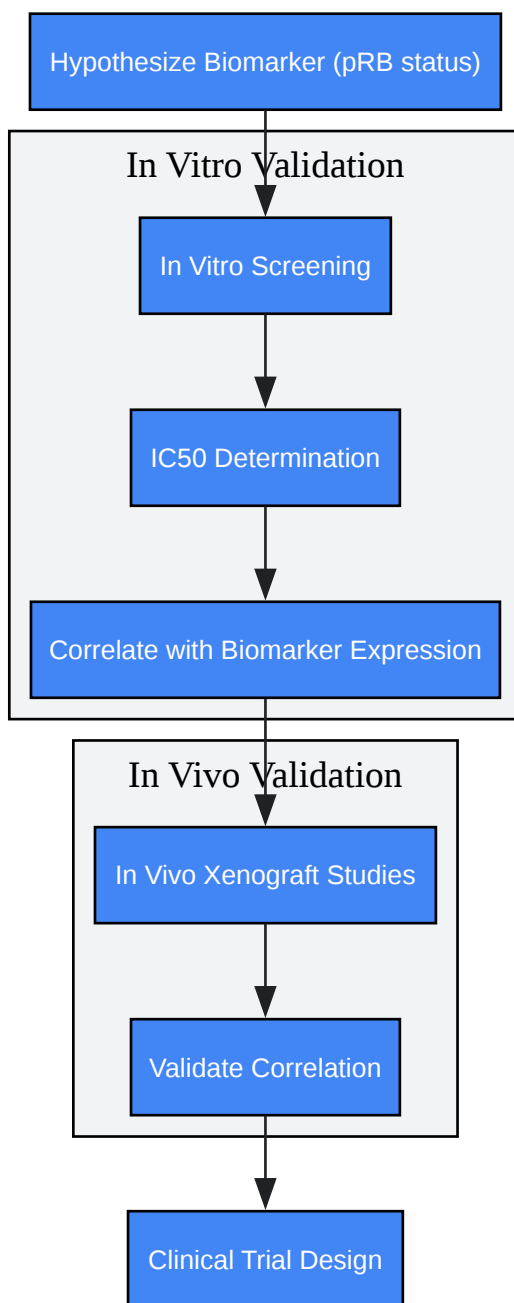 Hypothesize Biomarker (pRB status)
In Vitro Validation
In Vitro Screening
IC50 Determination
Correlate with Biomarker Expression
In Vivo Validation
In Vivo Xenograft Studies
Validate Correlation
Clinical Trial Design